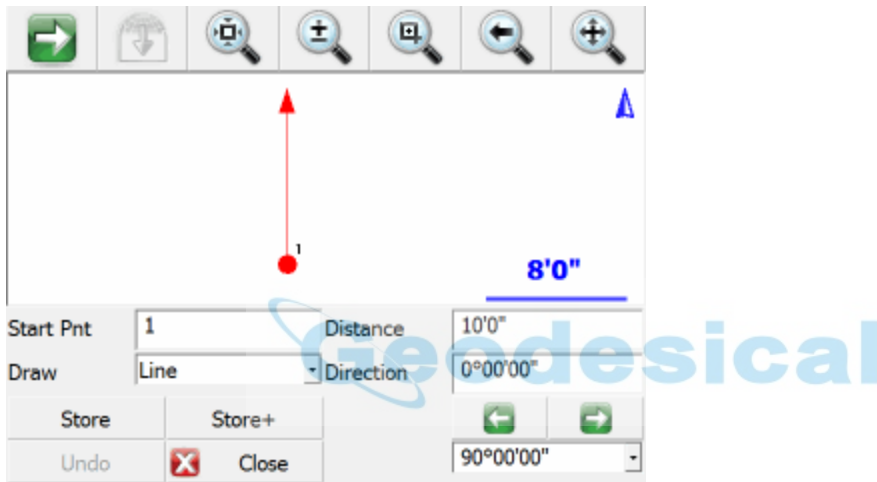 1
8'0"
Start Pnt 1 Distance 10'0"
Draw Line Direction 0°00'00"
Store Store+
Undo Close 90°00'00"
Geodesical